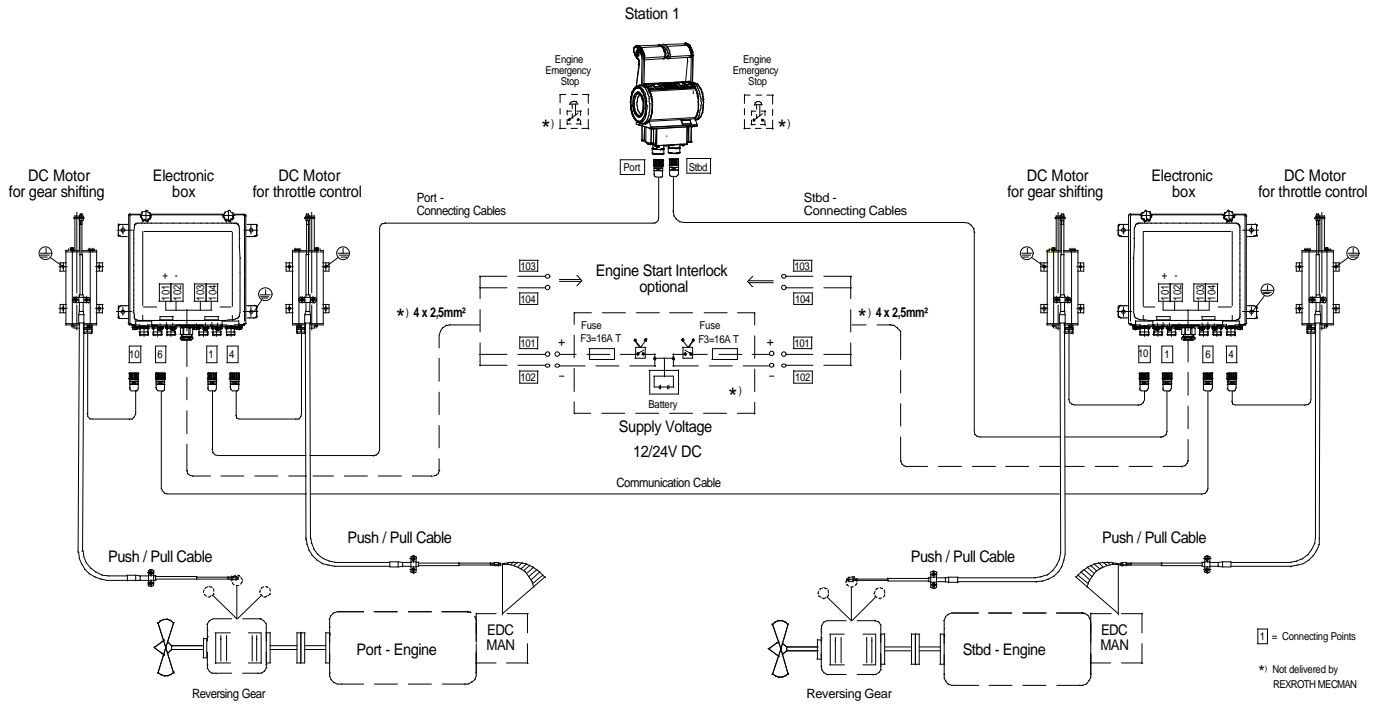 Station 1
Engine
Emergency
Stop
*)
Engine
Emergency
Stop
*)
Port
Stbd
DC Motor
for gear shifting
Electronic
box
DC Motor
for throttle control
Port -
Connecting Cables
Stbd -
Connecting Cables
DC Motor
for gear shifting
Electronic
box
DC Motor
for throttle control
+ -
101 102 103 104
10 6 1 4
*) 4 x 2,5mm²
103
104
Engine Start Interlock
optional
103
104
*) 4 x 2,5mm²
101
102
+
-
Fuse
F3=16A T
Fuse
F3=16A T
Battery
*)
+
-
101
102
Supply Voltage
12/24V DC
+ -
101 102 103 104
10 1 6 4
Communication Cable
Push / Pull Cable
Push / Pull Cable
Push / Pull Cable
Push / Pull Cable
Port - Engine
EDC
MAN
Reversing Gear
Stbd - Engine
EDC
MAN
Reversing Gear
1 = Connecting Points
*) Not delivered by
REXROTH MECMAN